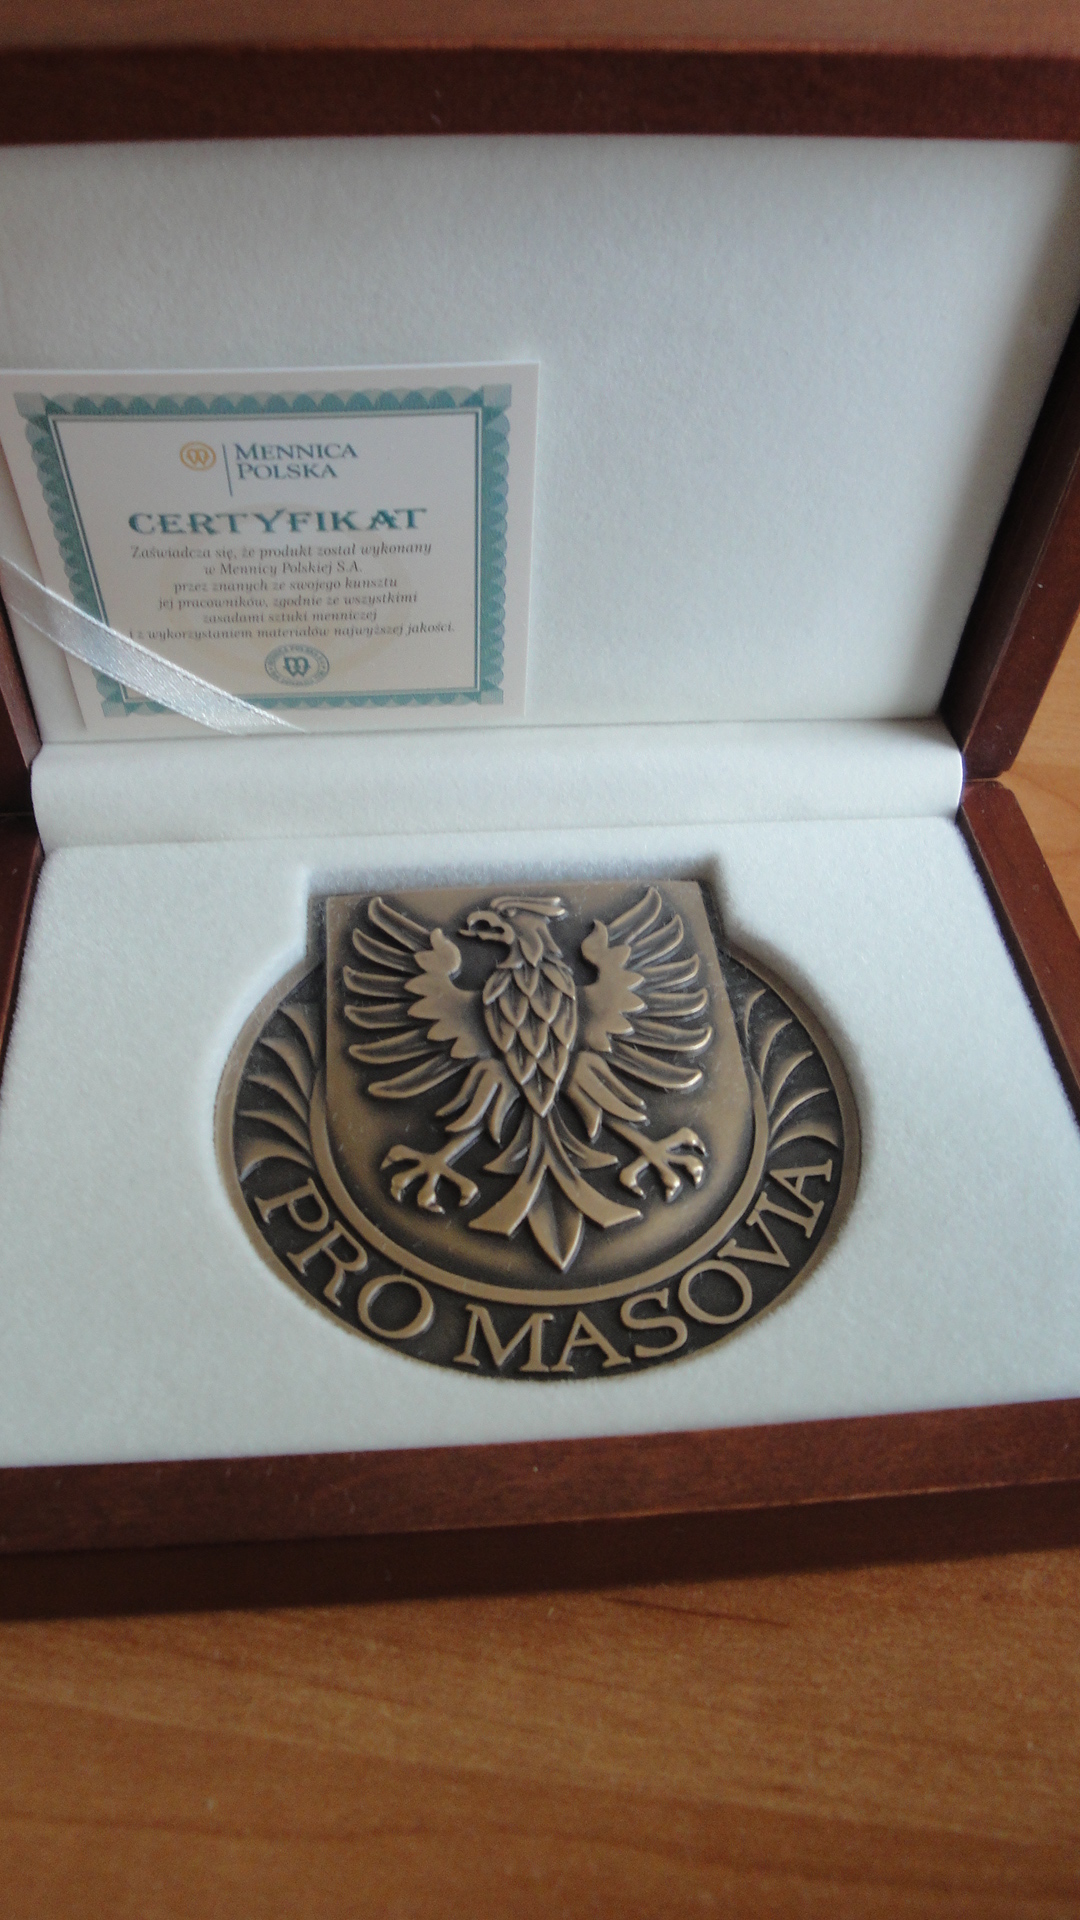 MENNICA
POLSKA
CERTYFIKAT
Zaświadcza się, że produkt został wykonany
w Mennicy Polskiej S.A.
przez znanych ze swojego kunsztu
jej pracowników, zgodnie ze wszystkimi
zasadami sztuki menniczej
i z wykorzystaniem materiałów najwyższej jakości.
PRO MASOVIA